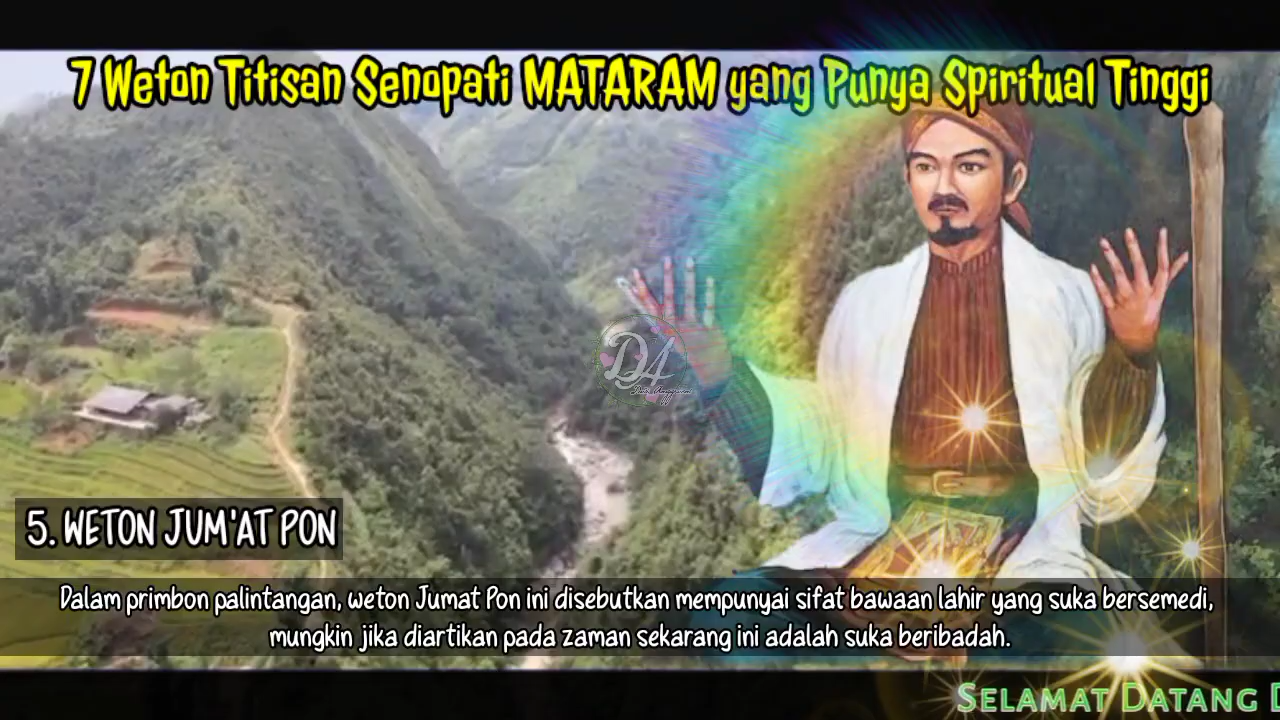 7 Weton Titisan Senopati MATARAM yang Punya Spiritual Tinggi
DA
5. WETON JUM'AT PON
Dalam primbon palintangan, weton Jumat Pon ini disebutkan mempunyai sifat bawaan lahir yang suka bersemedi,
mungkin jika diartikan pada zaman sekarang ini adalah suka beribadah.
SELAMAT DATANG D